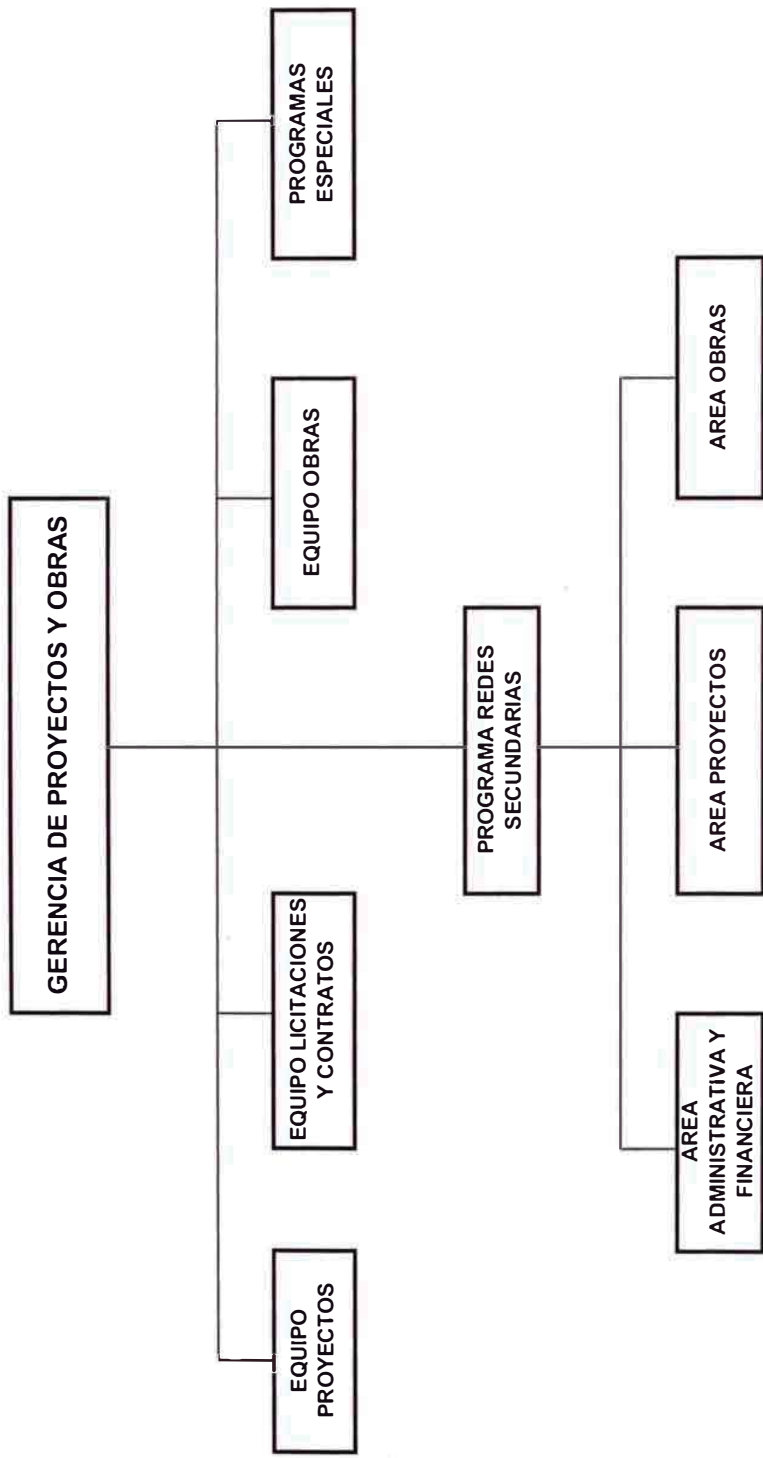 GERENCIA DE PROYECTOS Y OBRAS
EQUIPO
PROYECTOS
EQUIPO LICITACIONES
Y CONTRATOS
EQUIPO OBRAS
PROGRAMAS
ESPECIALES
PROGRAMA REDES
SECUNDARIAS
AREA
ADMINISTRATIVA Y
FINANCIERA
AREA PROYECTOS
AREA OBRAS